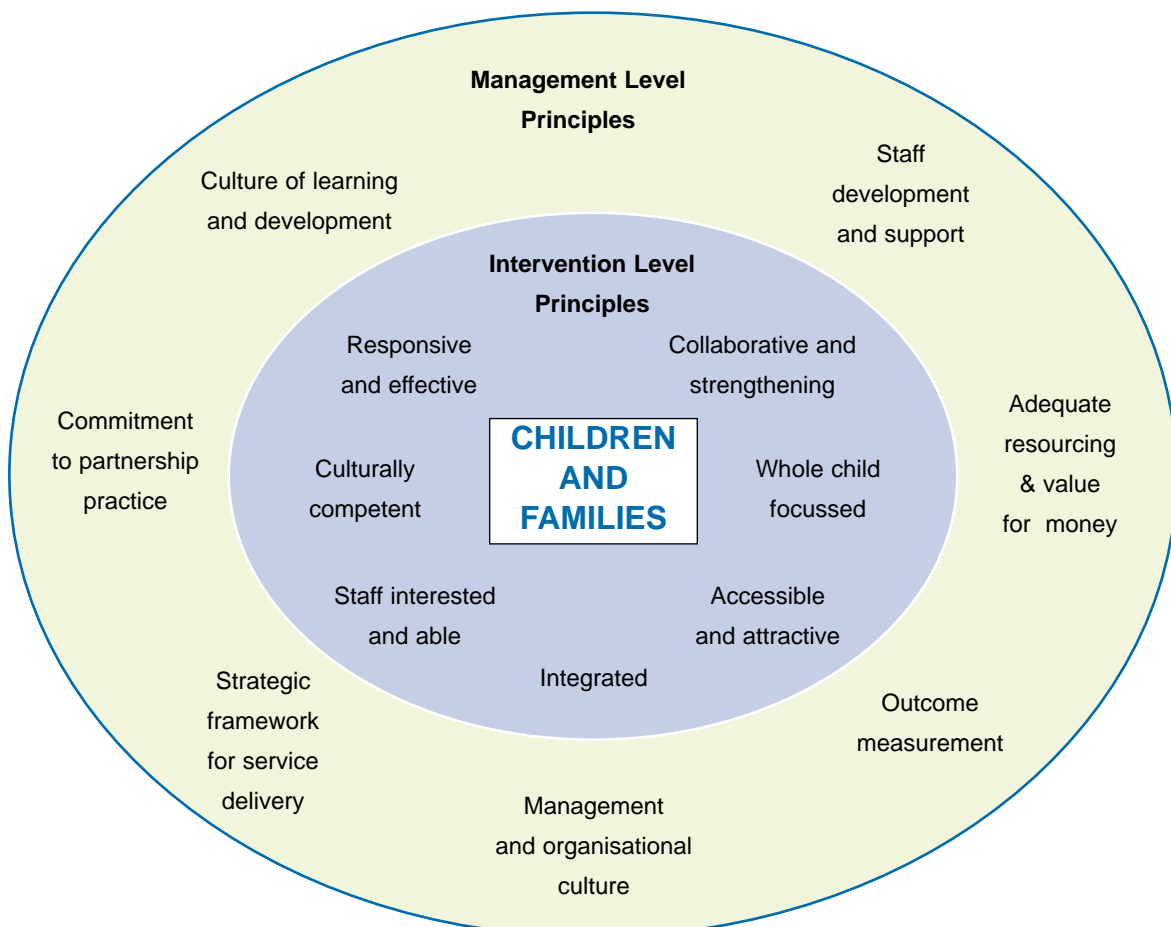 Management Level
Principles
Culture of learning
and development
Staff
development
and support
Intervention Level
Principles
Responsive
and effective
Collaborative and
strengthening
Commitment
to partnership
practice
Culturally
competent
CHILDREN
AND
FAMILIES
Whole child
focussed
Adequate
resourcing
& value
for money
Staff interested
and able
Accessible
and attractive
Integrated
Strategic
framework
for service
delivery
Outcome
measurement
Management
and organisational
culture